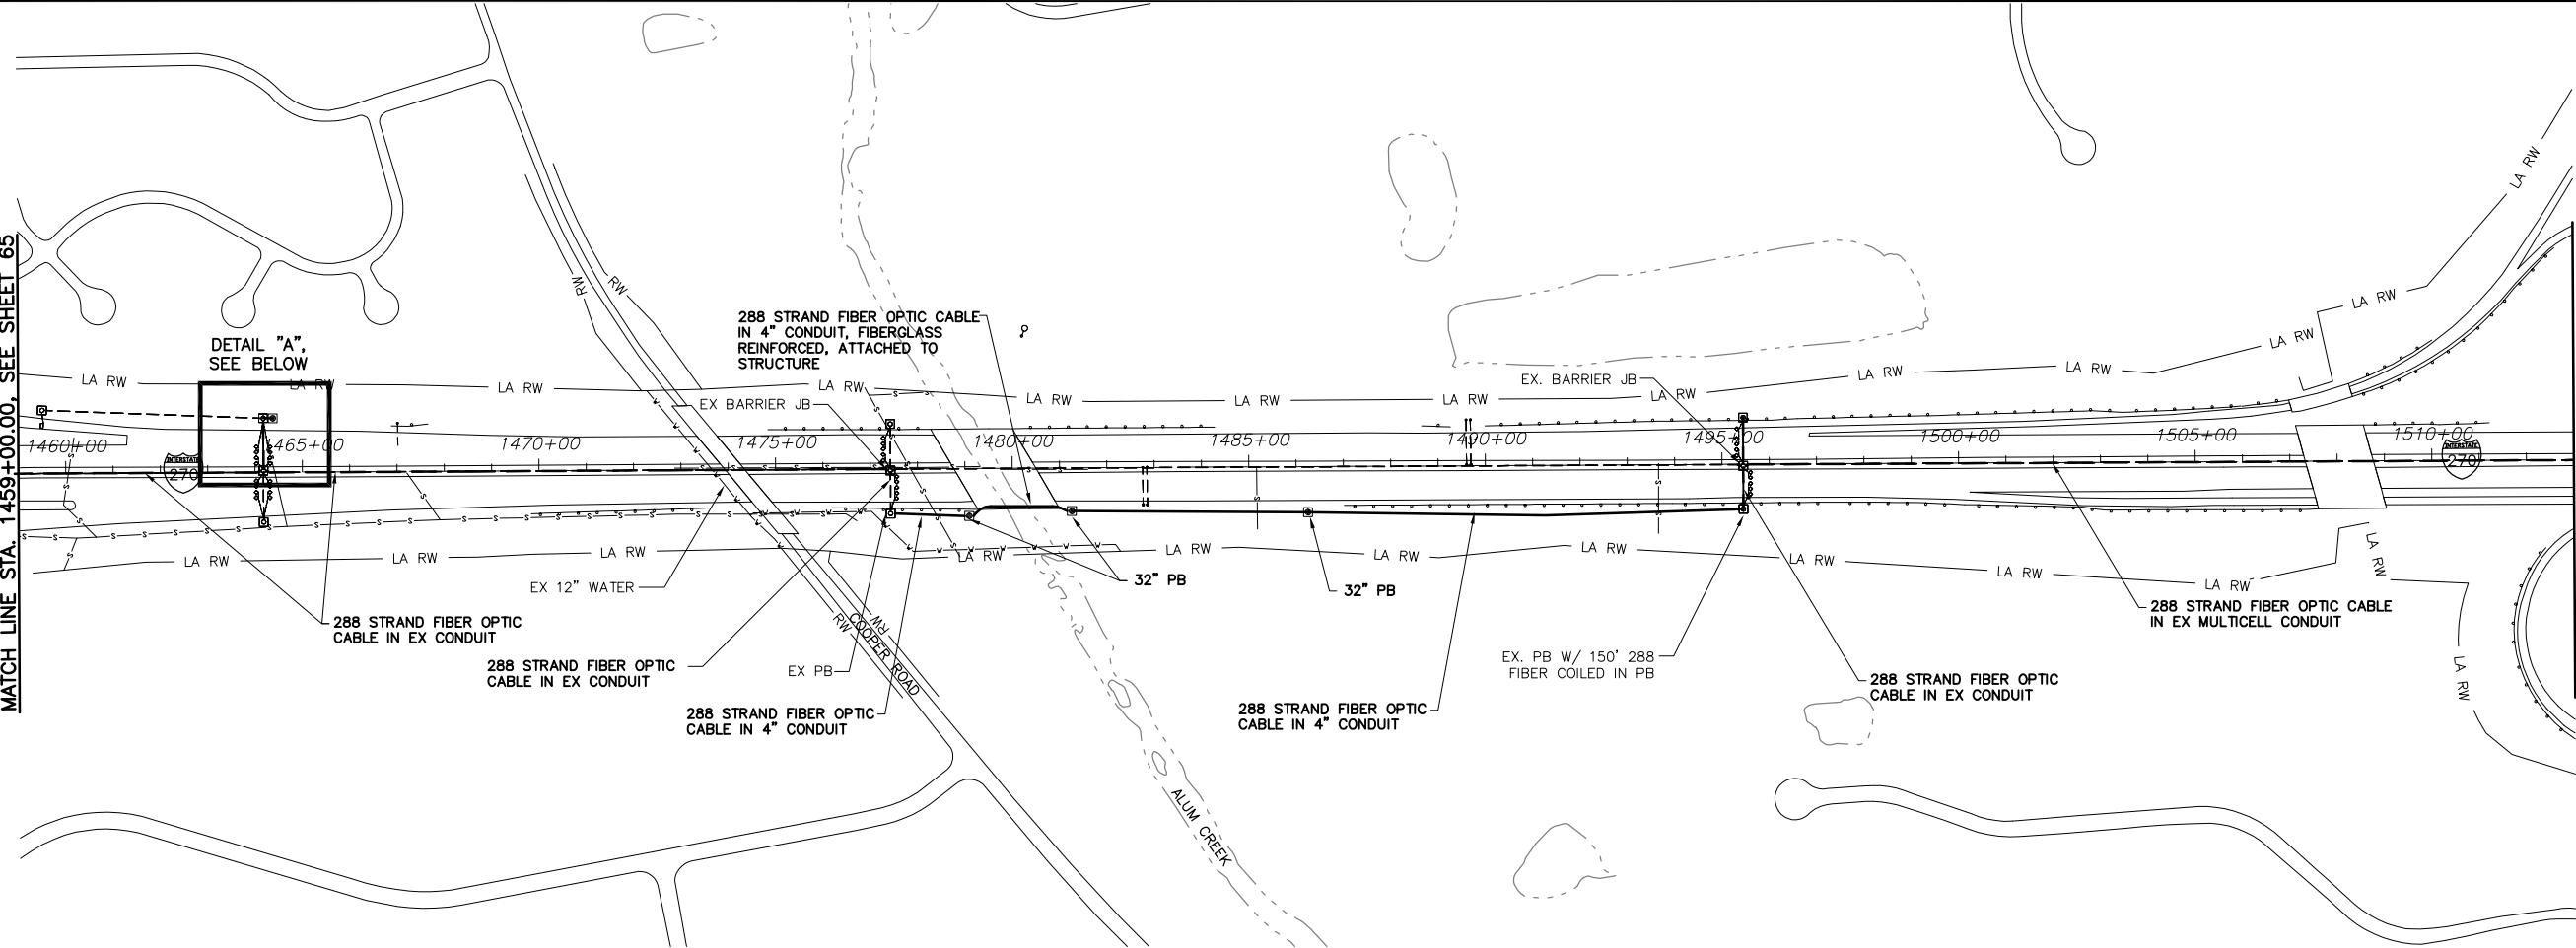 MATCH LINE STA. 1459+00.00, SEE SHEET 65
DETAIL "A",
SEE BELOW
288 STRAND FIBER OPTIC CABLE
IN 4" CONDUIT, FIBERGLASS
REINFORCED, ATTACHED TO
STRUCTURE
RW
RW
LA RW
LA RW
LA RW
LA RW
LA RW
LA RW
LA RW
LA RW
LA RW
LA RW
LA RW
LA RW
LA RW
LA RW
EX BARRIER JB
EX. BARRIER JB
1460+00
1465+00
1470+00
1475+00
1480+00
1485+00
1490+00
1495+00
1500+00
1505+00
1510+00
INTERSTATE
270
INTERSTATE
270
LA RW
LA RW
LA RW
LA RW
LA RW
LA RW
LA RW
LA RW
LA RW
LA RW
LA RW
LA RW
LA RW
EX 12" WATER
32" PB
32" PB
288 STRAND FIBER OPTIC
CABLE IN EX CONDUIT
288 STRAND FIBER OPTIC CABLE
IN EX MULTICELL CONDUIT
RW
RW
COOPER ROAD
288 STRAND FIBER OPTIC
CABLE IN EX CONDUIT
EX PB
EX. PB W/ 150' 288
FIBER COILED IN PB
288 STRAND FIBER OPTIC
CABLE IN EX CONDUIT
288 STRAND FIBER OPTIC
CABLE IN 4" CONDUIT
288 STRAND FIBER OPTIC
CABLE IN 4" CONDUIT
ALUM CREEK